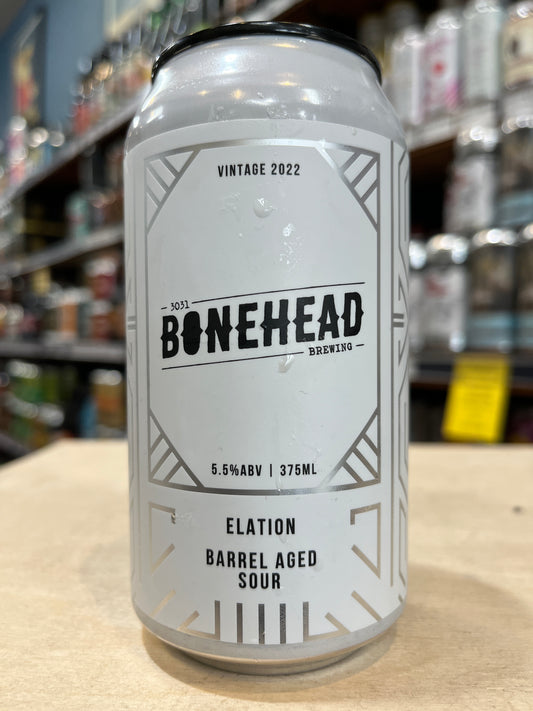 VINTAGE 2022
3031
BONEHEAD
BREWING
5.5%ABV | 375ML
ELATION
BARREL AGED
SOUR